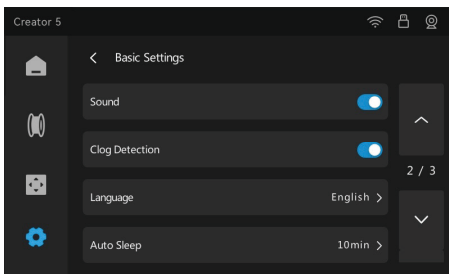 Creator 5
Basic Settings
Sound
Clog Detection
2 / 3
Language English
Auto Sleep 10min